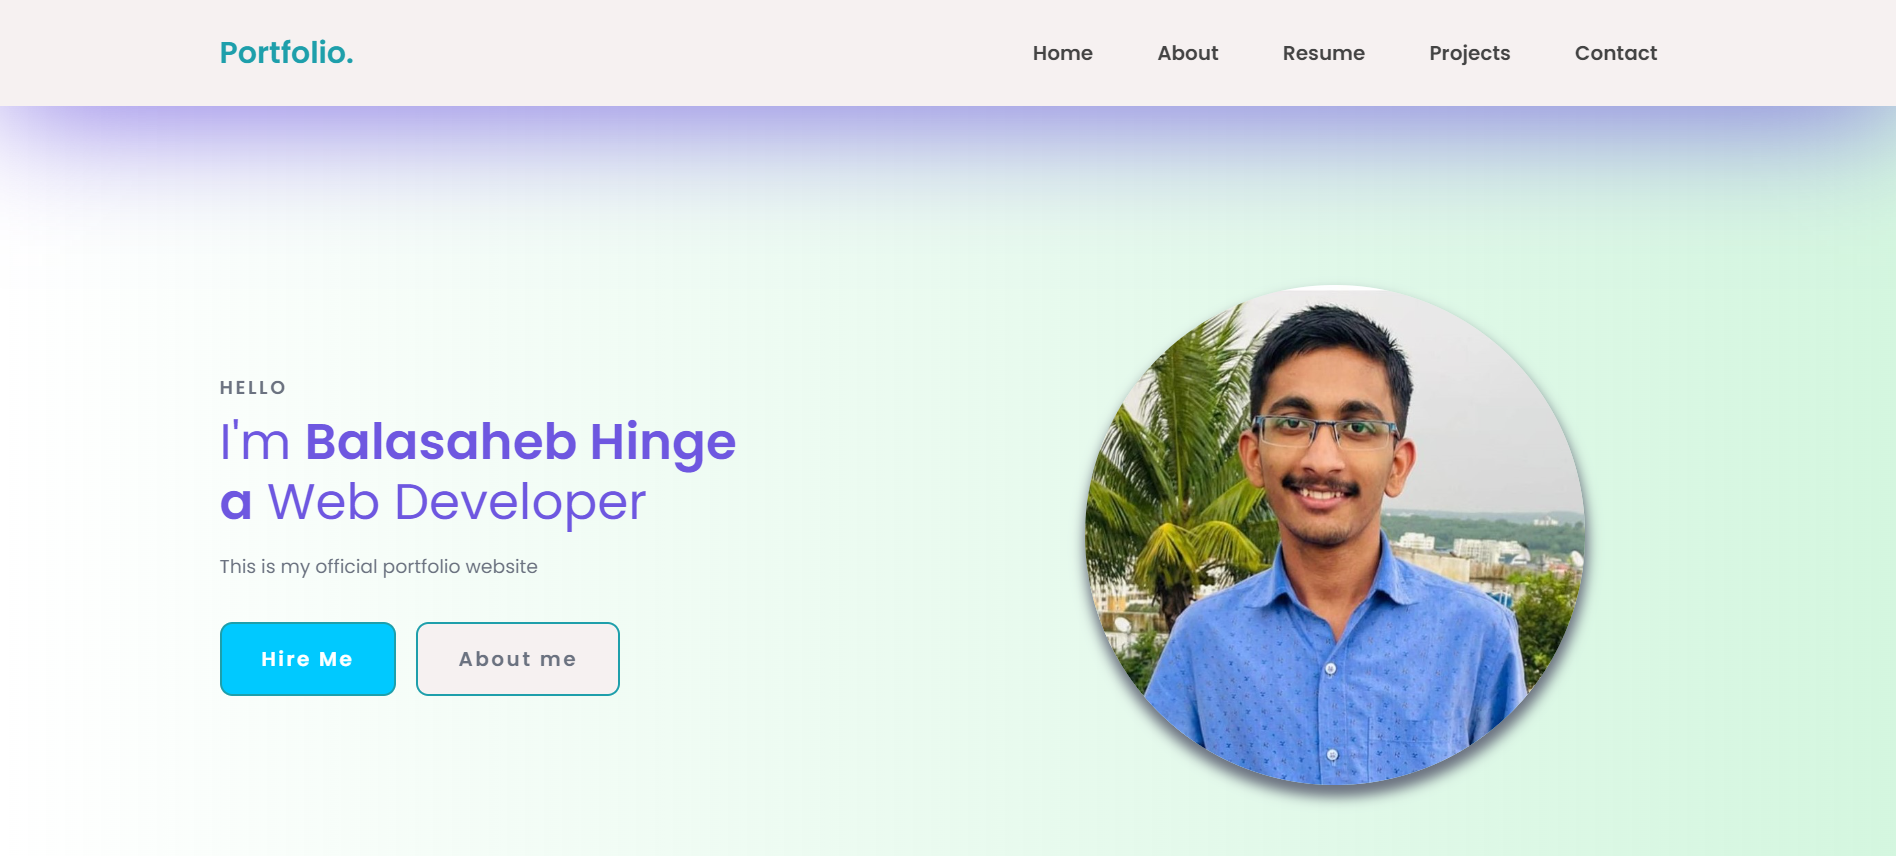 Portfolio.
Home About Resume Projects Contact
HELLO
I'm Balasaheb Hinge
a Web Developer
This is my official portfolio website
Hire Me About me